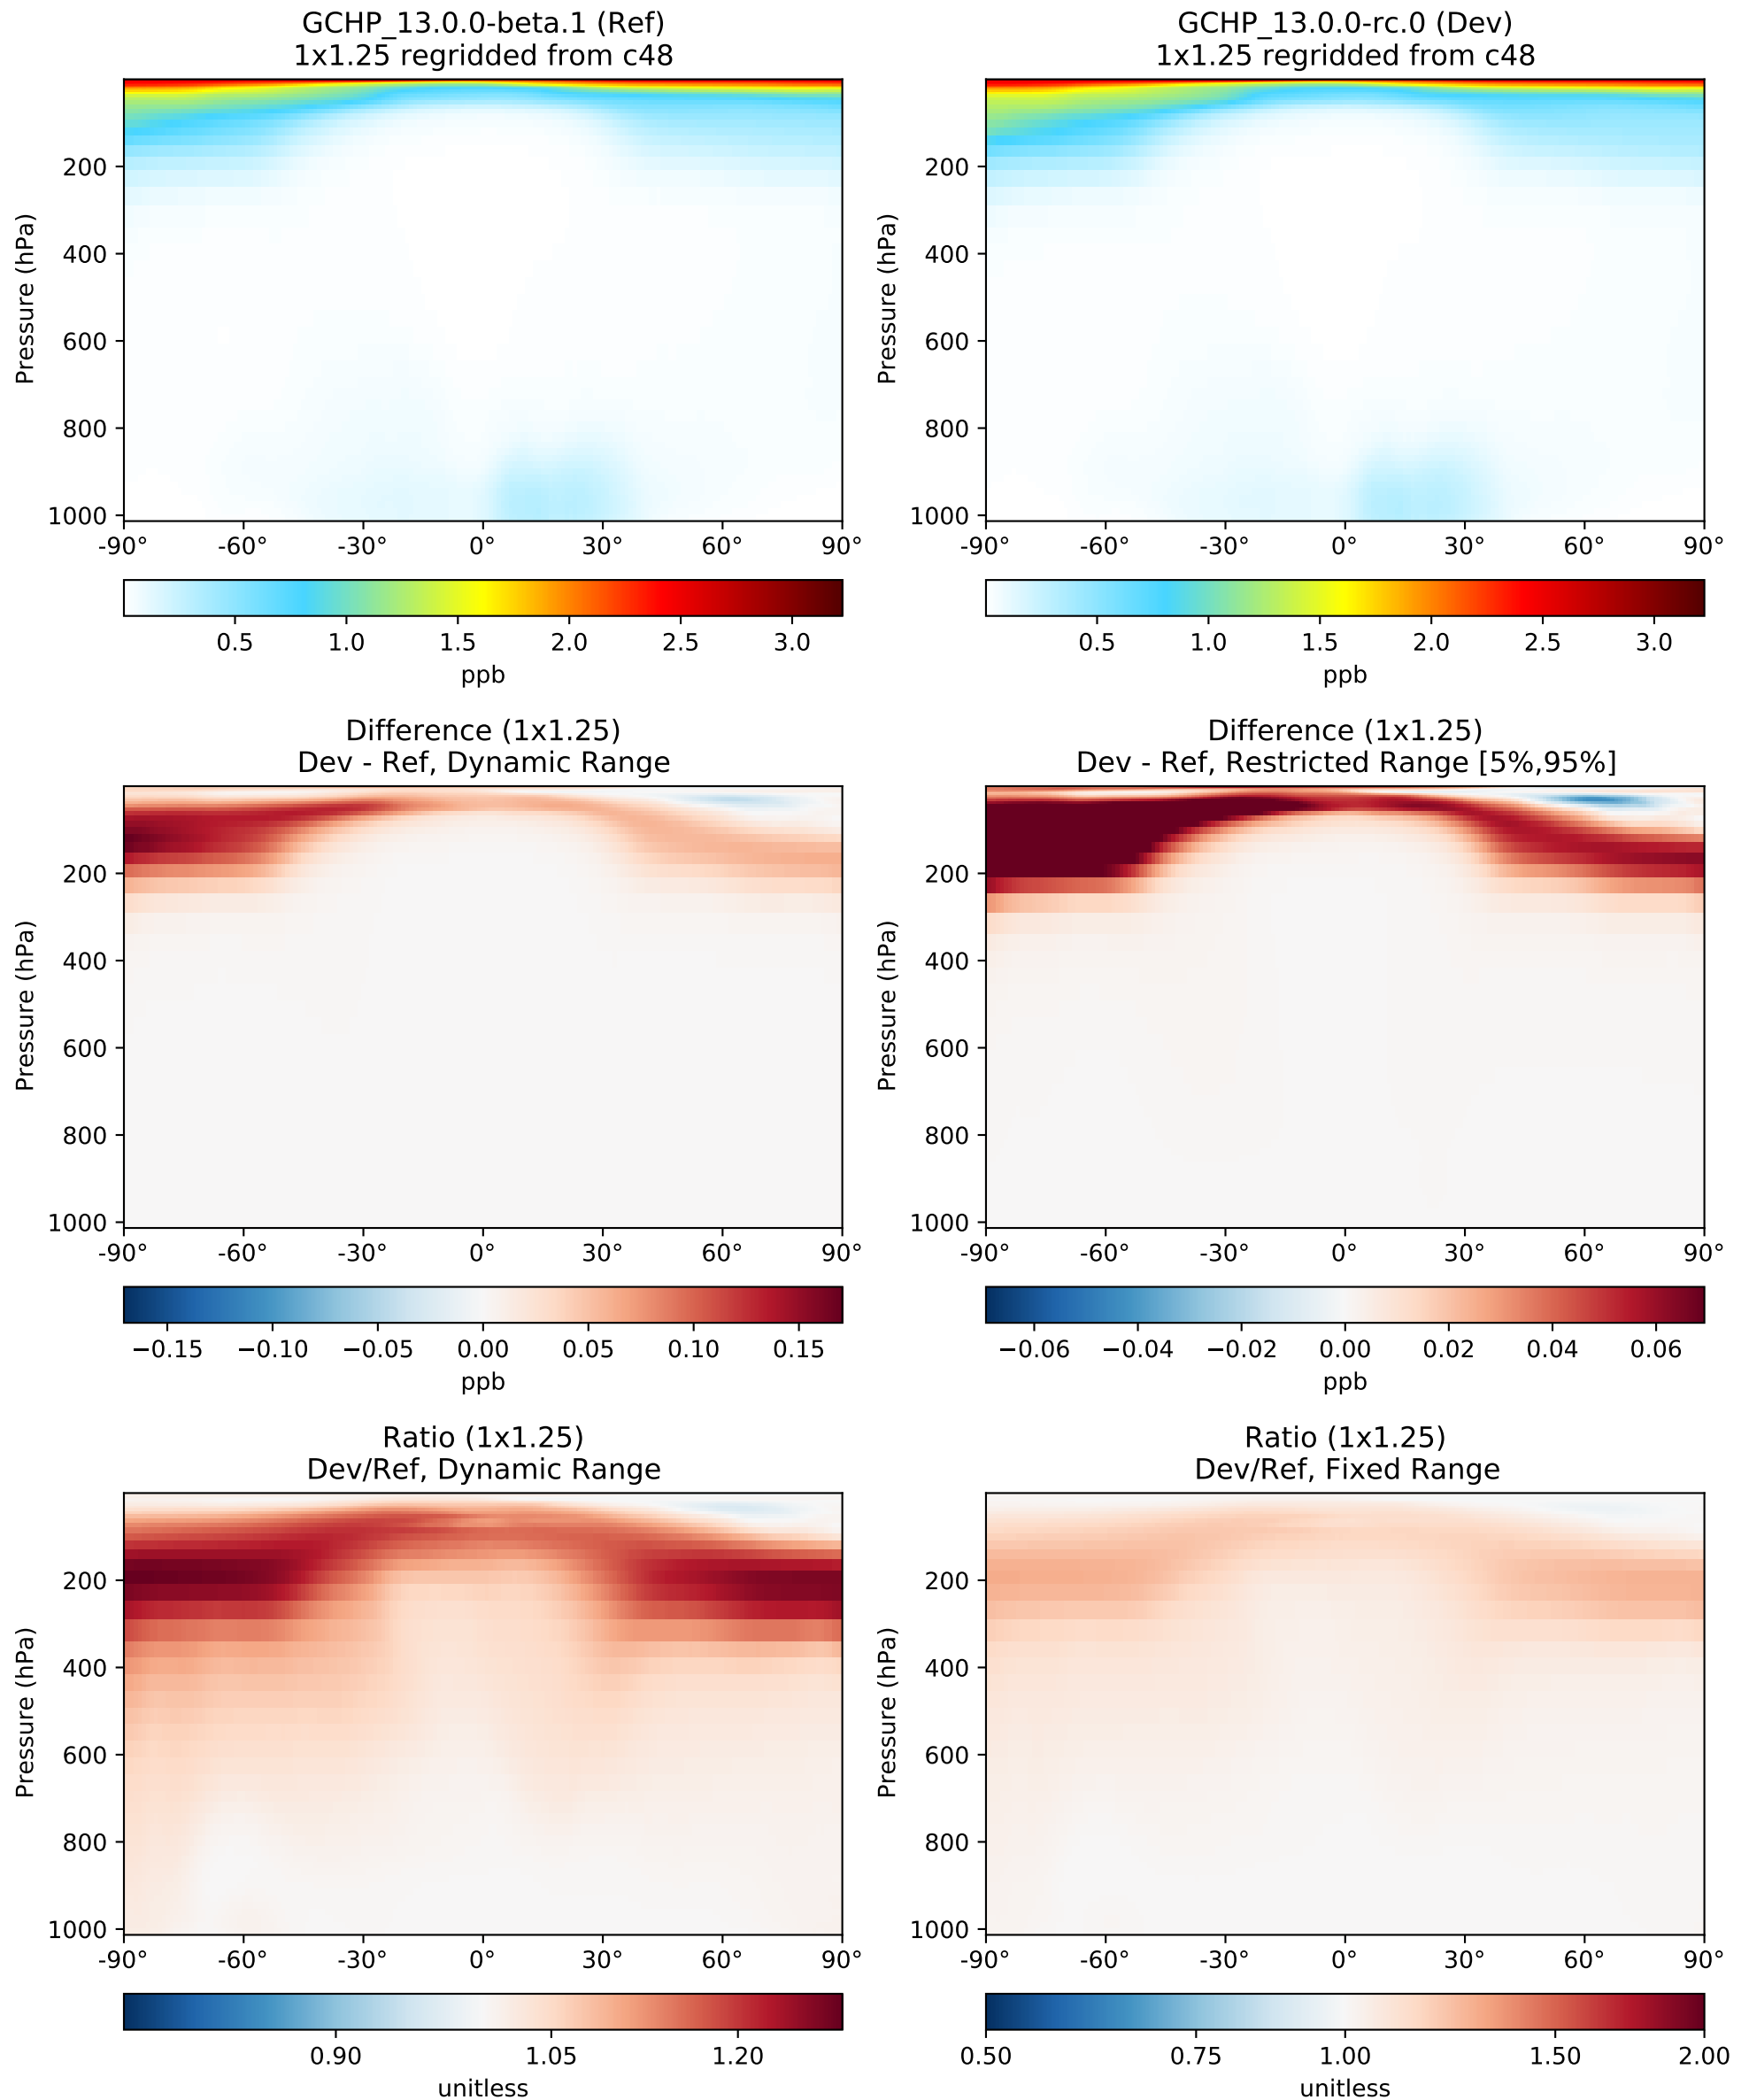 GCHP_13.0.0-beta.1 (Ref)
1x1.25 regridded from c48
Pressure (hPa)
200
400
600
800
1000
-90° -60° -30° 0° 30° 60° 90°
0.5 1.0 1.5 2.0 2.5 3.0
ppb
GCHP_13.0.0-rc.0 (Dev)
1x1.25 regridded from c48
Pressure (hPa)
200
400
600
800
1000
-90° -60° -30° 0° 30° 60° 90°
0.5 1.0 1.5 2.0 2.5 3.0
ppb
Difference (1x1.25)
Dev - Ref, Dynamic Range
Pressure (hPa)
200
400
600
800
1000
-90° -60° -30° 0° 30° 60° 90°
−0.15 −0.10 −0.05 0.00 0.05 0.10 0.15
ppb
Difference (1x1.25)
Dev - Ref, Restricted Range [5%,95%]
Pressure (hPa)
200
400
600
800
1000
-90° -60° -30° 0° 30° 60° 90°
−0.06 −0.04 −0.02 0.00 0.02 0.04 0.06
ppb
Ratio (1x1.25)
Dev/Ref, Dynamic Range
Pressure (hPa)
200
400
600
800
1000
-90° -60° -30° 0° 30° 60° 90°
0.90 1.05 1.20
unitless
Ratio (1x1.25)
Dev/Ref, Fixed Range
Pressure (hPa)
200
400
600
800
1000
-90° -60° -30° 0° 30° 60° 90°
0.50 0.75 1.00 1.50 2.00
unitless